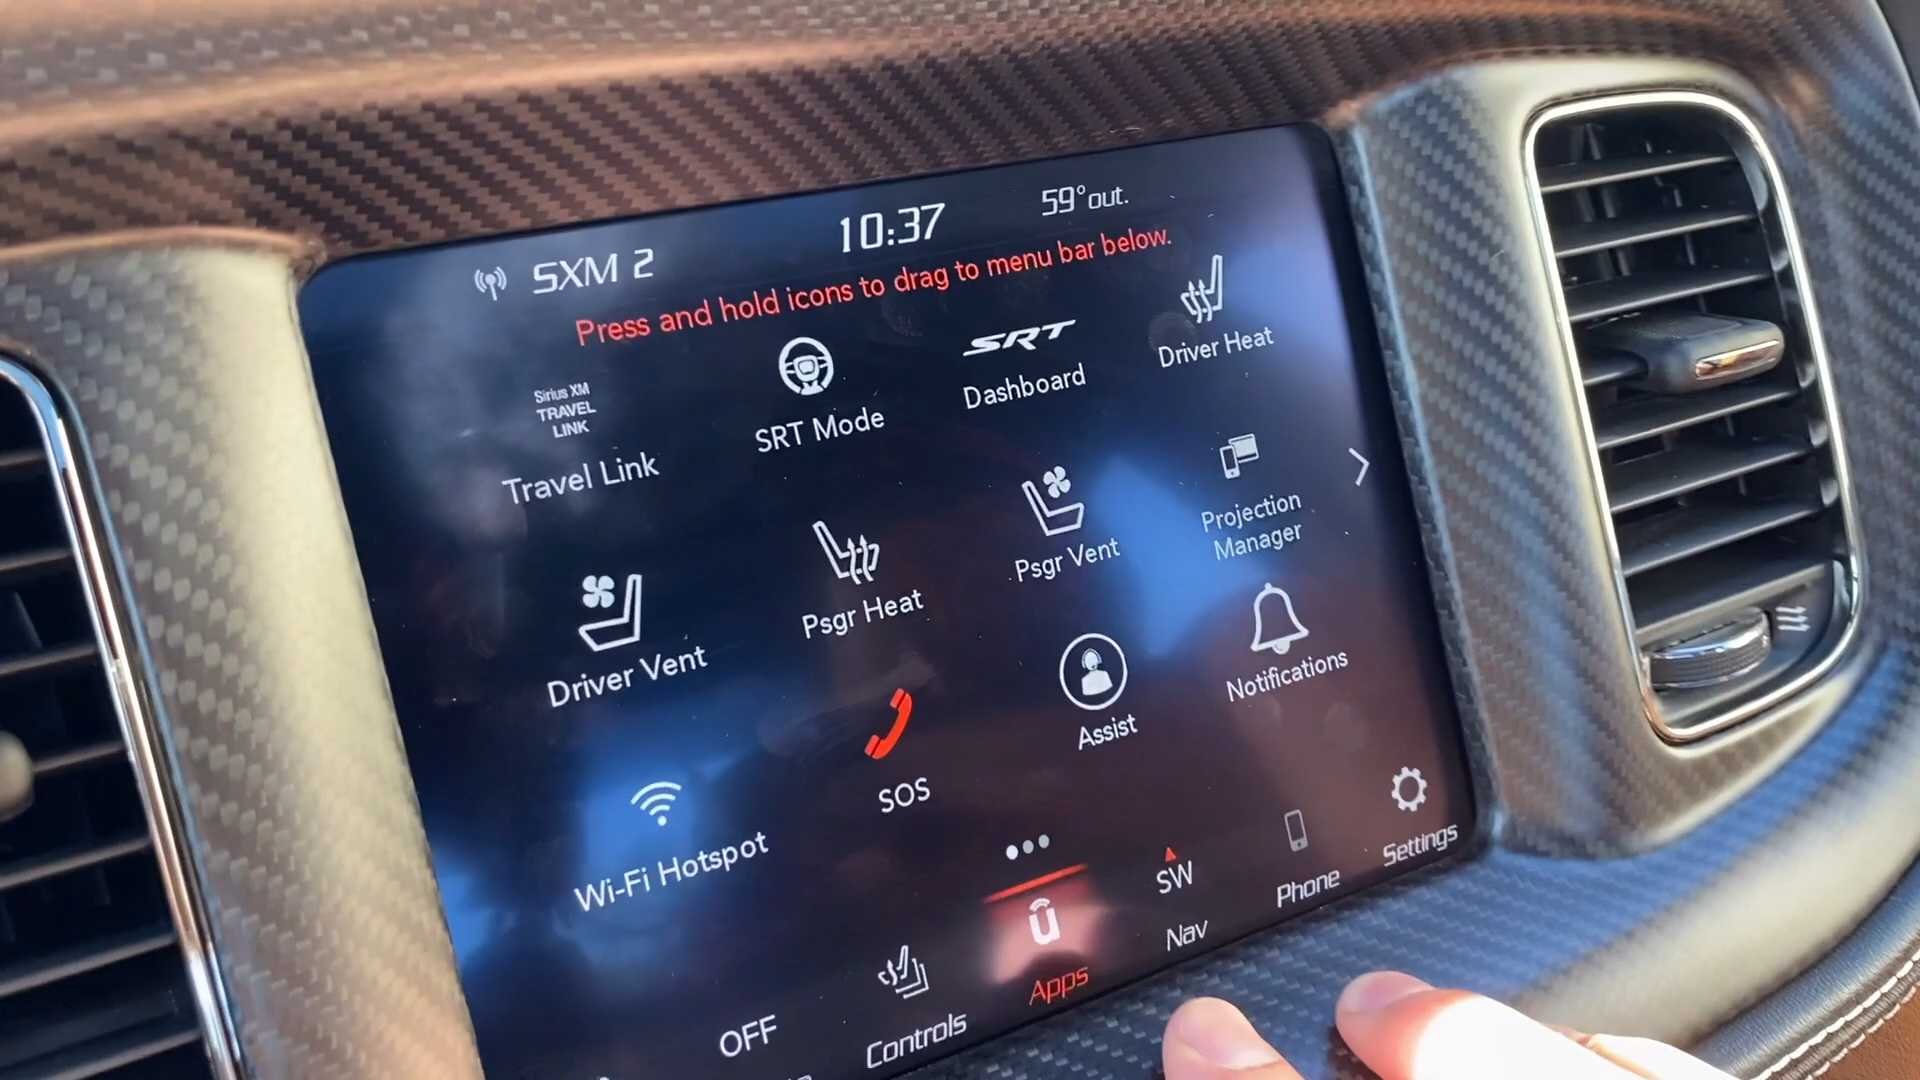 SXM 2
10:37
59°out.
Press and hold icons to drag to menu bar below.
Sirius XM
TRAVEL
LINK
Travel Link
SRT Mode
SRT
Dashboard
Driver Heat
Driver Vent
Psgr Heat
Psgr Vent
Projection
Manager
Wi-Fi Hotspot
SOS
Assist
Notifications
OFF
Controls
Apps
SW
Nav
Phone
Settings